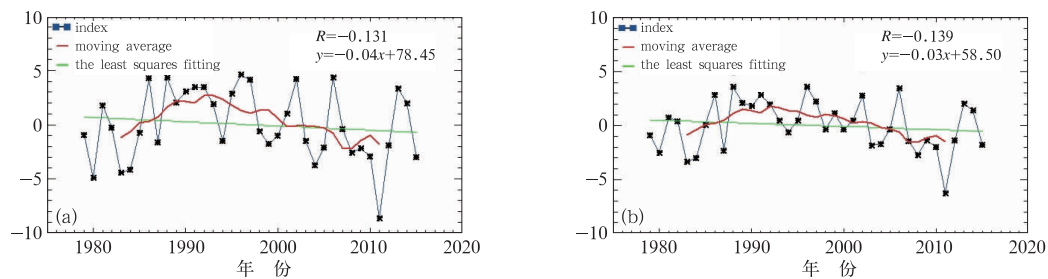 10
index
moving average
the least squares fitting
R=−0.131
y=−0.04x+78.45
5
0
−5
−10
(a)
1980
1990
2000
2010
2020
年 份
10
index
moving average
the least squares fitting
R=−0.139
y=−0.03x+58.50
5
0
−5
−10
(b)
1980
1990
2000
2010
2020
年 份